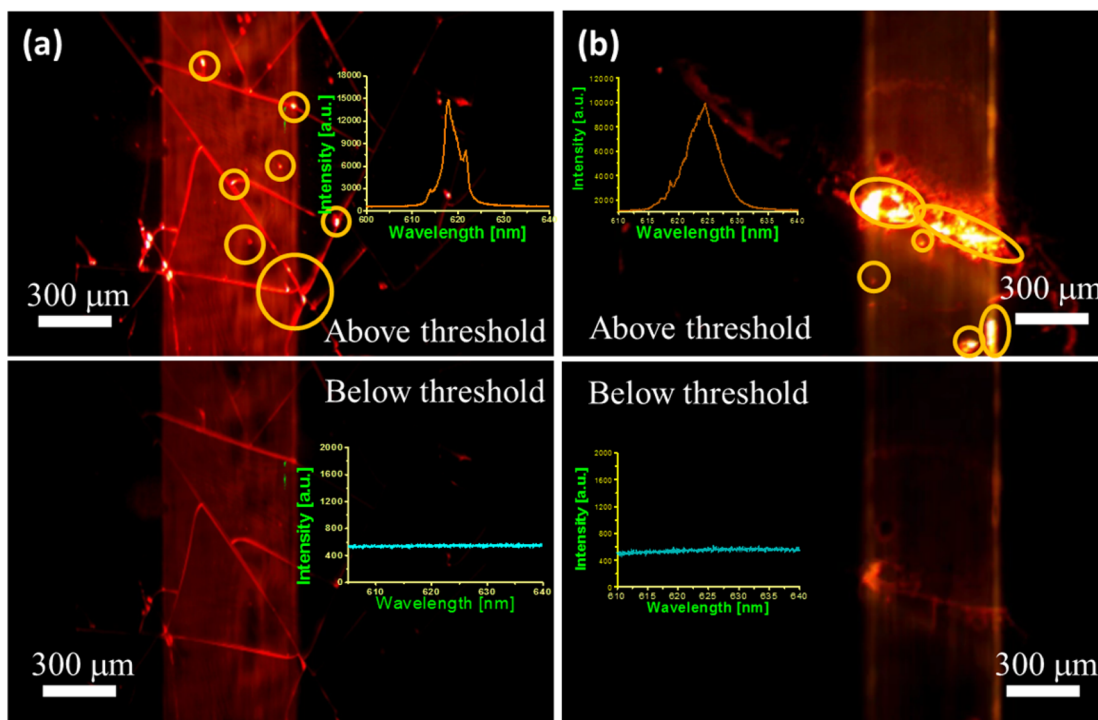 (a)
18000
15000
12000
9000
6000
3000
0
Intensity [a.u.]
600 610 620 630 640
Wavelength [nm]
300 μm
Above threshold
(b)
12000
10000
8000
6000
4000
2000
Intensity [a.u.]
610 615 620 625 630 635 640
Wavelength [nm]
300 μm
Above threshold
Below threshold
2000
1600
1200
800
400
0
Intensity [a.u.]
610 620 630 640
Wavelength [nm]
300 μm
Below threshold
2000
1600
1200
800
400
0
Intensity [a.u.]
610 615 620 625 630 635 640
Wavelength [nm]
300 μm